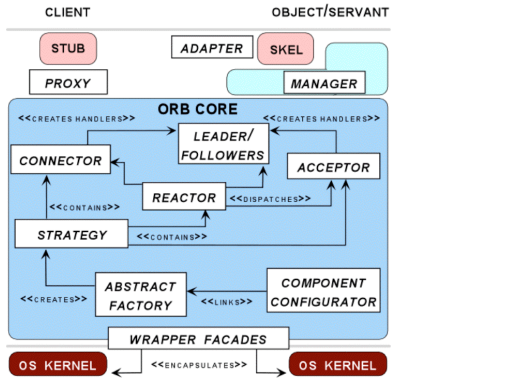 CLIENT
OBJECT/SERVANT
STUB
ADAPTER
SKEL
PROXY
MANAGER
ORB CORE
<<CREATES HANDLERS>>
<<CREATES HANDLERS>>
LEADER/
FOLLOWERS
CONNECTOR
ACCEPTOR
REACTOR
<<DISPATCHES>>
<<CONTAINS>>
STRATEGY
<<CONTAINS>>
ABSTRACT
FACTORY
COMPONENT
CONFIGURATOR
<<CREATES>>
<<LINKS>>
WRAPPER FACADES
OS KERNEL
<<ENCAPSULATES>>
OS KERNEL